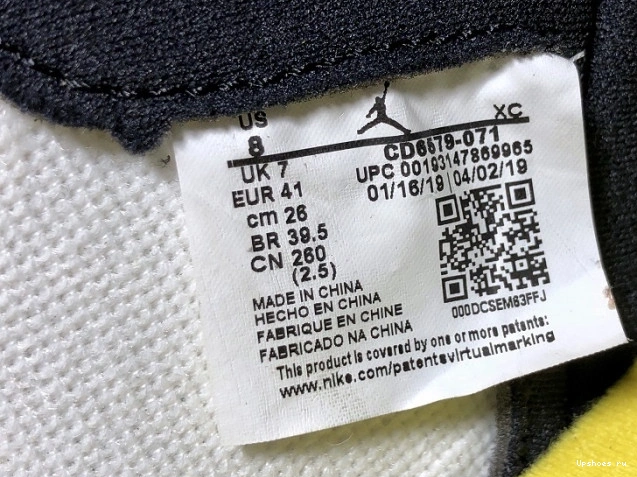 US
XC
8
CD6579-071
UK 7
UPC 00193147869965
EUR 41
01/16/19 04/02/19
cm 26
BR 39.5
CN 260
(2.5)
000DCSEM63FFJ
MADE IN CHINA
HECHO EN CHINA
FABRIQUE EN CHINE
FABRICADO NA CHINA
This product is covered by one or more patents:
www.nike.com/patentsvirtualmarking